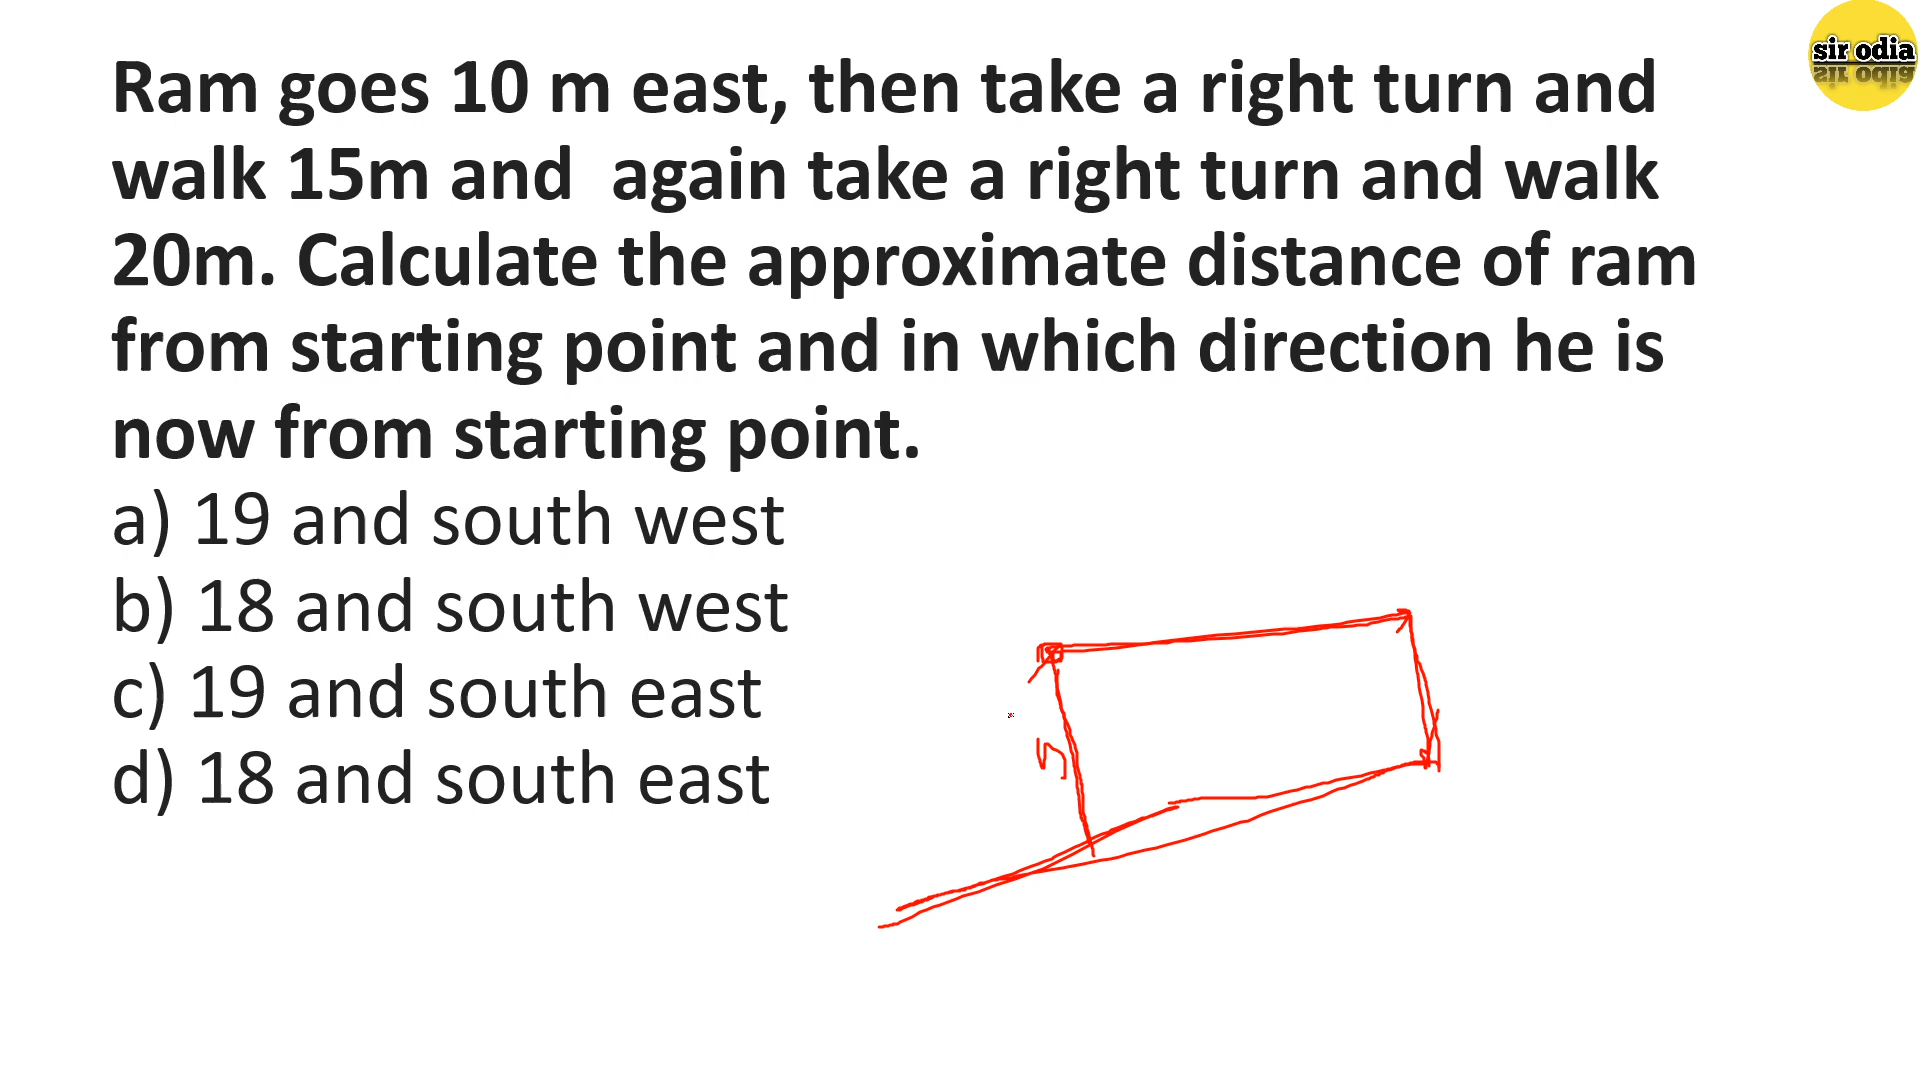 sir odia
Ram goes 10 m east, then take a right turn and
walk 15m and  again take a right turn and walk
20m. Calculate the approximate distance of ram
from starting point and in which direction he is
now from starting point.
a) 19 and south west
b) 18 and south west
c) 19 and south east
d) 18 and south east